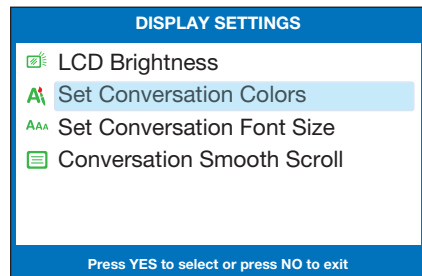 DISPLAY SETTINGS
LCD Brightness
Set Conversation Colors
Set Conversation Font Size
Conversation Smooth Scroll
Press YES to select or press NO to exit